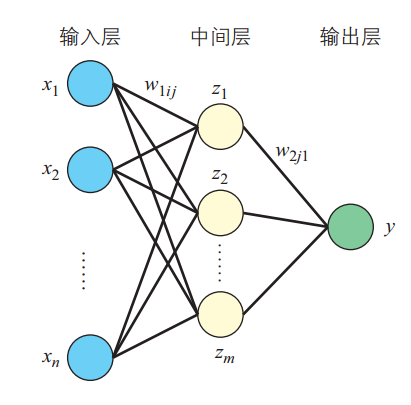 输入层 中间层 输出层
x1 w1ij z1
x2 z2 w2j1
y
……
……
xn zm